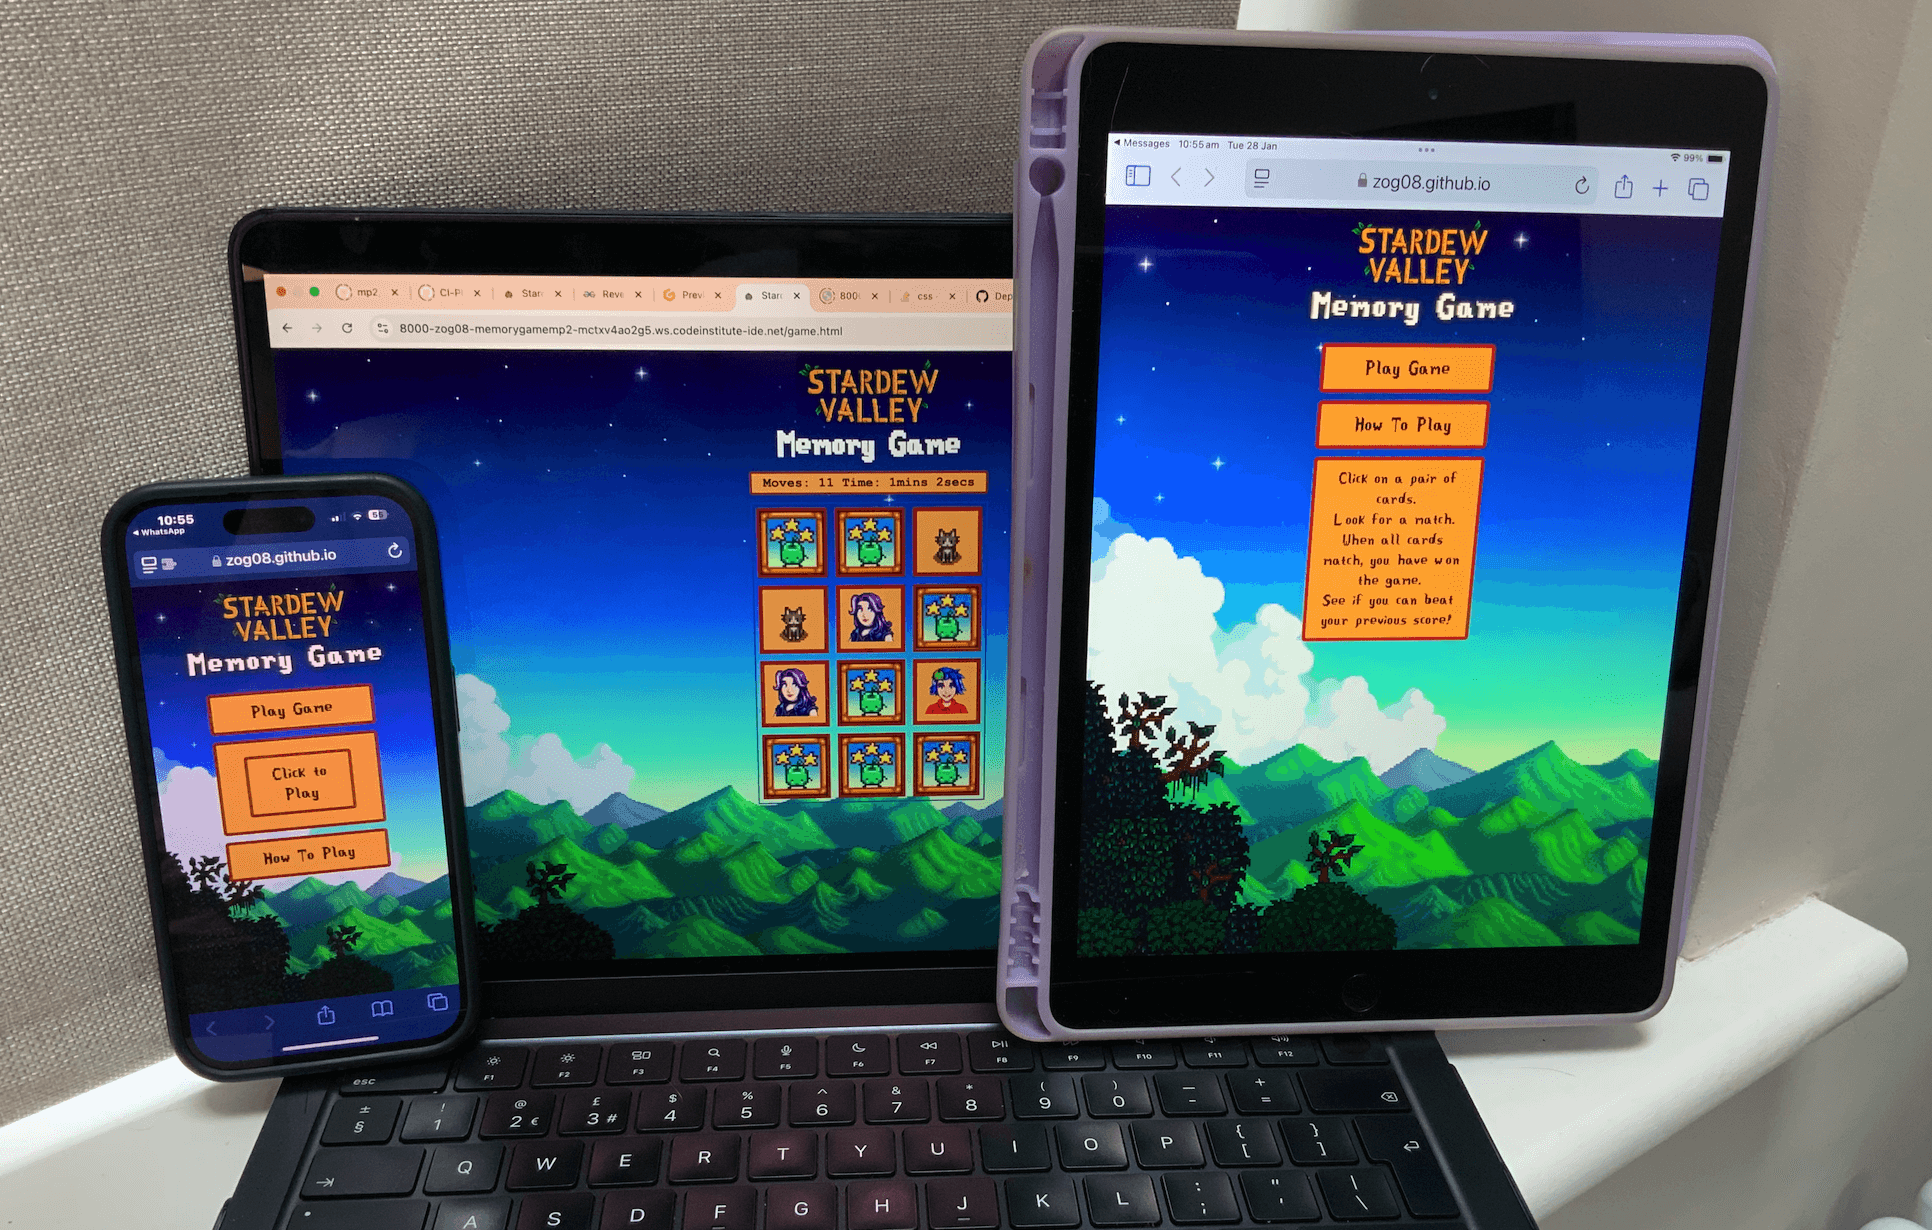 10:55
55
WhatsApp
zog08.github.io
STARDEW
VALLEY
Memory Game
Play Game
Click to
Play
How To Play
mp2
CI-P
Star
Reve
Previ
Star
800
css
Dep
8000-zog08-memorygamemp2-mctxv4ao2g5.ws.codeinstitute-ide.net/game.html
STARDEW
VALLEY
Memory Game
Moves: 11 Time: 1mins 2secs
Messages 10:55am Tue 28 Jan
99%
zog08.github.io
STARDEW
VALLEY
Memory Game
Play Game
How To Play
Click on a pair of
cards.
Look for a match.
When all cards
match, you have won
the game.
See if you can beat
your previous score!
esc F1 F2 F3 F4 F5 F6 F7 F8 F9 F10 F11 F12
± ! @ £ $ % ^ & * ( ) _ +
§ 1 2 € 3 # 4 5 6 7 8 9 0 - =
Q W E R T Y U I O P { [ } ]
A S D F G H J K L : ; " ' | \